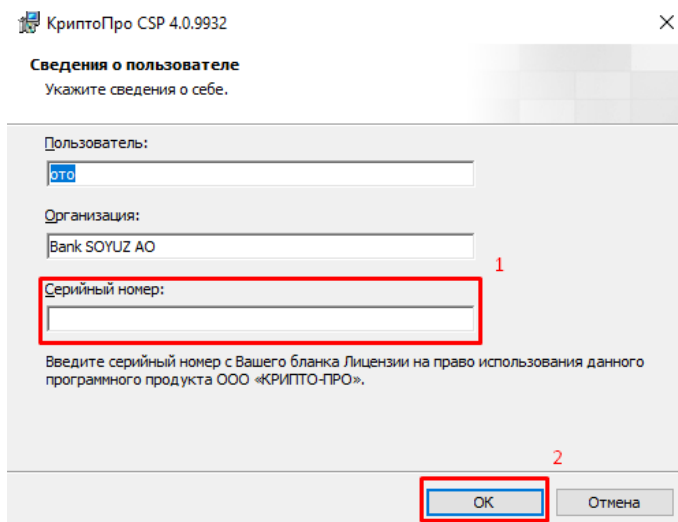 КриптоПро CSP 4.0.9932
Сведения о пользователе
Укажите сведения о себе.
Пользователь:
ото
Организация:
Bank SOYUZ AO
1
Серийный номер:
Введите серийный номер с Вашего бланка Лицензии на право использования данного
программного продукта ООО «КРИПТО-ПРО».
2
ОК
Отмена